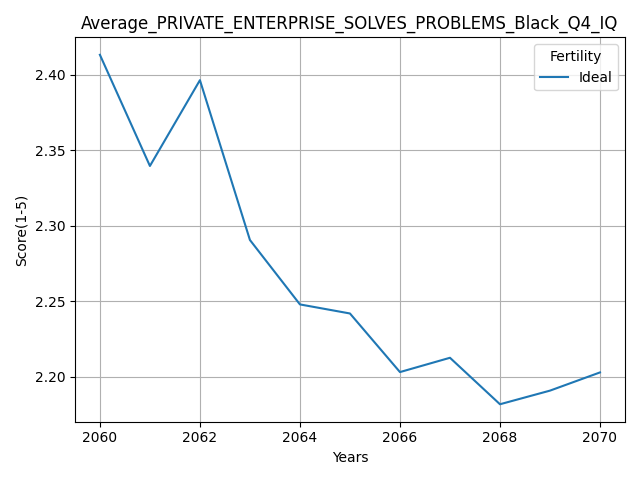 Average_PRIVATE_ENTERPRISE_SOLVES_PROBLEMS_Black_Q4_IQ
Fertility
Ideal
2.40
2.35
2.30
2.25
2.20
Score(1-5)
2060 2062 2064 2066 2068 2070
Years